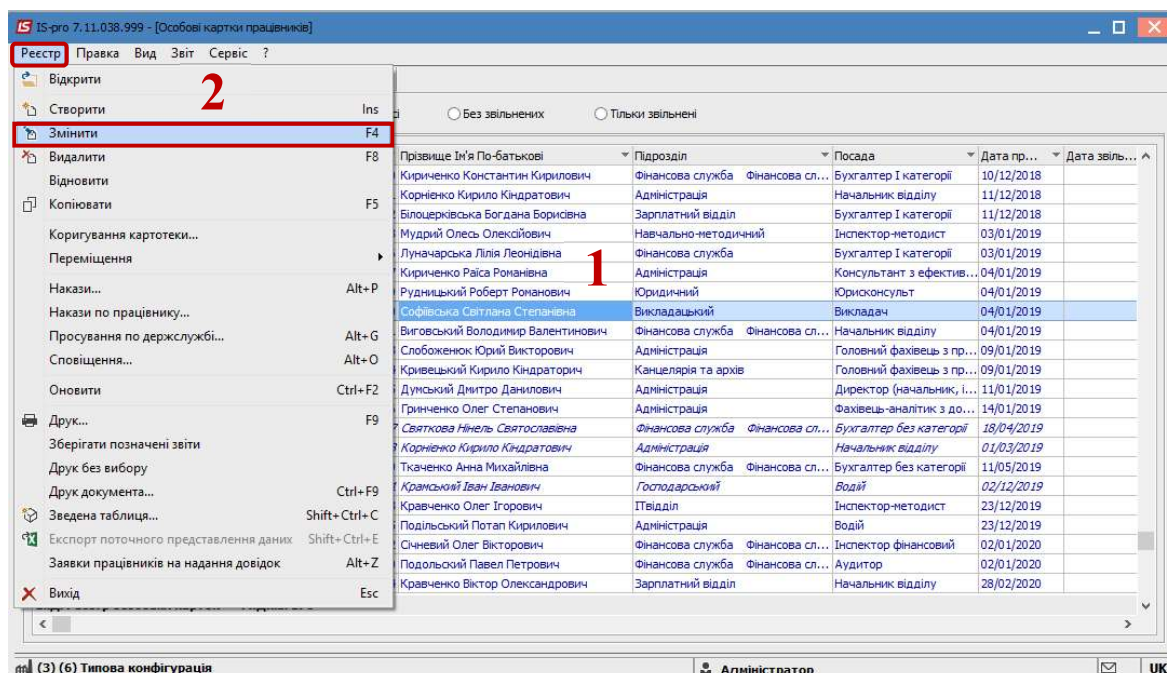 IS-pro 7.11.038.999 - [Особові картки працівників]
Реєстр Правка Вид Звіт Сервіс ?
Відкрити
Створити Ins
Змінити F4
Видалити F8
Відновити
Копіювати F5
Коригування картотеки...
Переміщення
Накази... Alt+P
Накази по працівнику...
Просування по держслужбі... Alt+G
Сповіщення... Alt+O
Оновити Ctrl+F2
Друк... F9
Зберігати позначені звіти
Друк без вибору
Друк документа... Ctrl+F9
Зведена таблиця... Shift+Ctrl+C
Експорт поточного представлення даних Shift+Ctrl+E
Заявки працівників на надання довідок Alt+Z
Вихід Esc
2
Без звільнених Тільки звільнені
Прізвище Ім'я По-батькові Підрозділ Посада Дата пр... Дата звіль...
Кириченко Константин Кирилович Фінансова служба Фінансова сл... Бухгалтер І категорії 10/12/2018
Корнієнко Кирило Кіндратович Адміністрація Начальник відділу 11/12/2018
Білоцерківська Богдана Борисівна Зарплатний відділ Бухгалтер І категорії 11/12/2018
Мудрий Олесь Олексійович Навчально-методичний Інспектор-методист 03/01/2019
Луначарська Лілія Леонідівна Фінансова служба Бухгалтер І категорії 03/01/2019
1
Кириченко Раїса Романівна Адміністрація Консультант з ефектив... 04/01/2019
Рудницький Роберт Романович Юридичний Юрисконсульт 04/01/2019
Софіївська Світлана Степанівна Викладацький Викладач 04/01/2019
Виговський Володимир Валентинович Фінансова служба Фінансова сл... Начальник відділу 04/01/2019
Слобоженюк Юрий Викторович Адміністрація Головний фахівець з пр... 09/01/2019
Кривецький Кирило Кіндраторич Канцелярія та архів Головний фахівець з пр... 09/01/2019
Думський Дмитро Данилович Адміністрація Директор (начальник, і... 11/01/2019
Гринченко Олег Степанович Адміністрація Фахівець-аналітик з до... 14/01/2019
Святкова Нінель Святославівна Фінансова служба Фінансова сл... Бухгалтер без категорії 18/04/2019
Корнієнко Кирило Кіндратович Адміністрація Начальник відділу 01/03/2019
Ткаченко Анна Михайлівна Фінансова служба Фінансова сл... Бухгалтер без категорії 11/05/2019
Крамський Іван Іванович Господарський Водій 02/12/2019
Кравченко Олег Ігорович ІТвідділ Інспектор-методист 23/12/2019
Подільський Потап Кирилович Адміністрація Водій 23/12/2019
Січневий Олег Вікторович Фінансова служба Фінансова сл... Інспектор фінансовий 02/01/2020
Подольский Павел Петрович Фінансова служба Фінансова сл... Аудитор 02/01/2020
Кравченко Віктор Олександрович Зарплатний відділ Начальник відділу 28/02/2020
(3) (6) Типова конфігурація Адміністратор UK